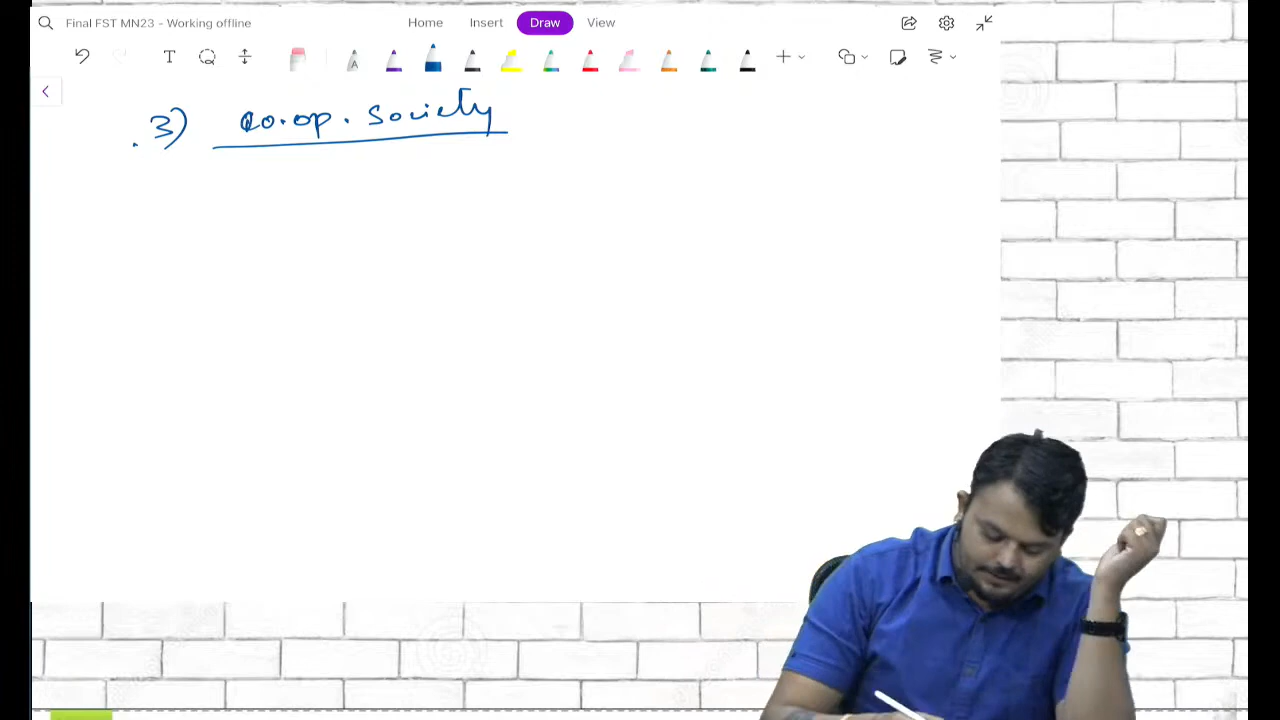 Final FST MN23 - Working offline
Home Insert Draw View
T
A
.3) Co.op. Society